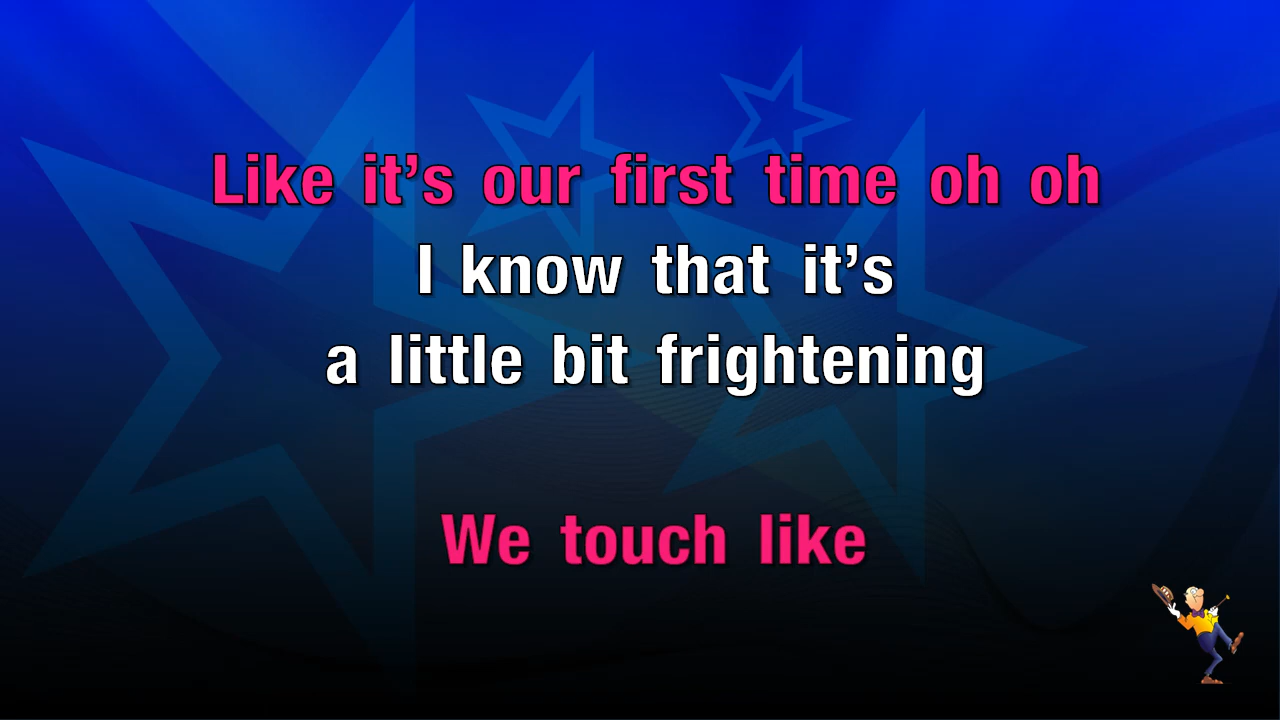 Like it’s our first time oh oh
I know that it’s
a little bit frightening
We touch like